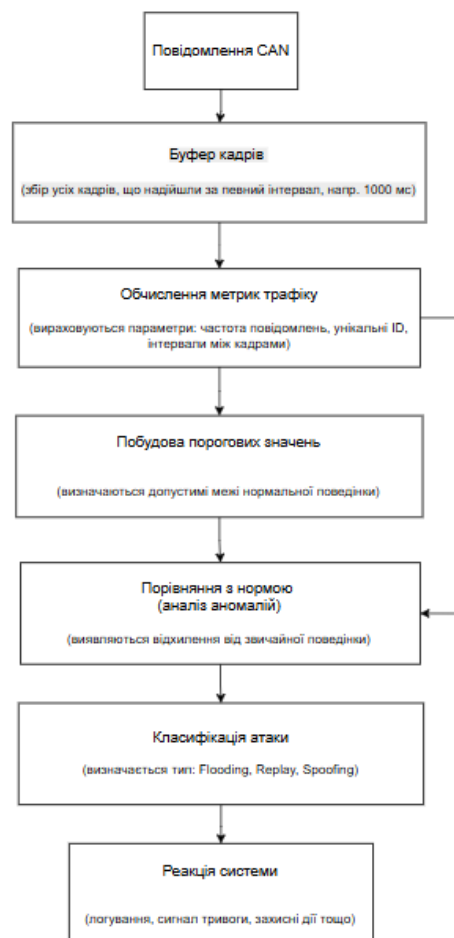 Повідомлення CAN
Буфер кадрів
(збір усіх кадрів, що надійшли за певний інтервал, напр. 1000 мс)
Обчислення метрик трафіку
(вираховуються параметри: частота повідомлень, унікальні ID,
інтервали між кадрами)
Побудова порогових значень
(визначаються допустимі межі нормальної поведінки)
Порівняння з нормою
(аналіз аномалій)
(виявляються відхилення від звичайної поведінки)
Класифікація атаки
(визначається тип: Flooding, Replay, Spoofing)
Реакція системи
(логування, сигнал тривоги, захисні дії тощо)